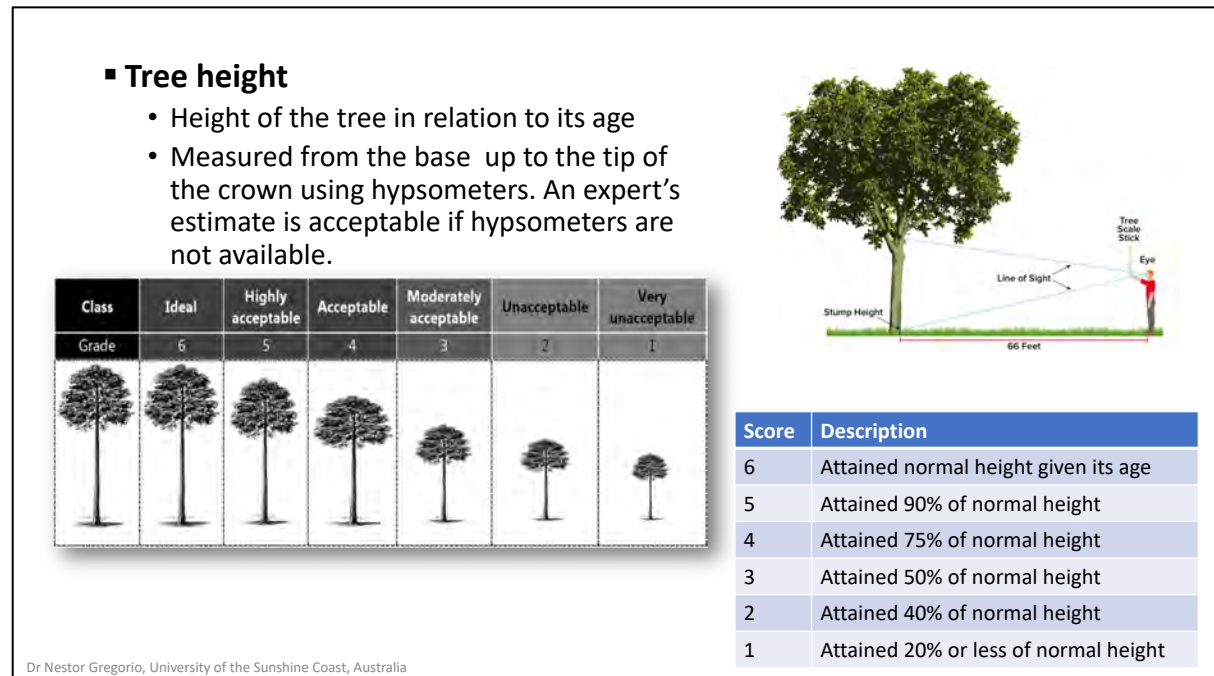 ▪ Tree height
• Height of the tree in relation to its age
• Measured from the base up to the tip of
the crown using hypsometers. An expert's
estimate is acceptable if hypsometers are
not available.
Class Ideal Highly acceptable Acceptable Moderately acceptable Unacceptable Very unacceptable
Grade 6 5 4 3 2 1
Tree
Scale
Stick
Eye
Line of Sight
Stump Height
66 Feet
Score Description
6 Attained normal height given its age
5 Attained 90% of normal height
4 Attained 75% of normal height
3 Attained 50% of normal height
2 Attained 40% of normal height
1 Attained 20% or less of normal height
Dr Nestor Gregorio, University of the Sunshine Coast, Australia